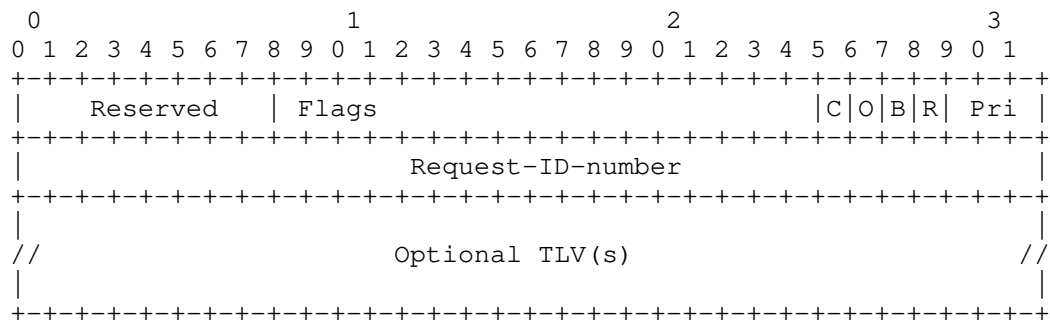 0                   1                   2                   3
 0 1 2 3 4 5 6 7 8 9 0 1 2 3 4 5 6 7 8 9 0 1 2 3 4 5 6 7 8 9 0 1
+-+-+-+-+-+-+-+-+-+-+-+-+-+-+-+-+-+-+-+-+-+-+-+-+-+-+-+-+-+-+-+-+
|    Reserved   | Flags                           |C|O|B|R| Pri |
+-+-+-+-+-+-+-+-+-+-+-+-+-+-+-+-+-+-+-+-+-+-+-+-+-+-+-+-+-+-+-+-+
|                        Request-ID-number                      |
+-+-+-+-+-+-+-+-+-+-+-+-+-+-+-+-+-+-+-+-+-+-+-+-+-+-+-+-+-+-+-+-+
|                                                               |
//                      Optional TLV(s)                        //
|                                                               |
+-+-+-+-+-+-+-+-+-+-+-+-+-+-+-+-+-+-+-+-+-+-+-+-+-+-+-+-+-+-+-+-+